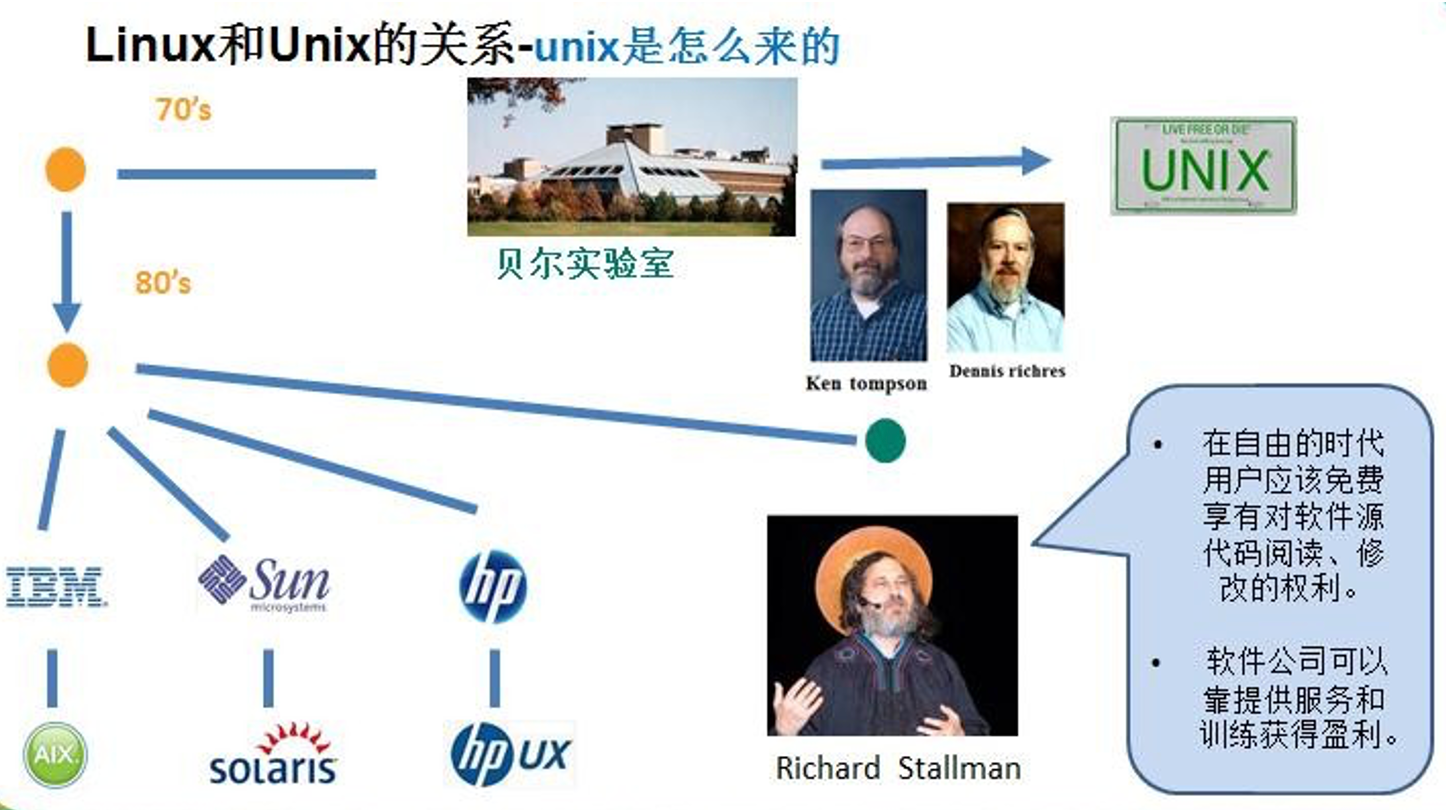 Linux和Unix的关系-unix是怎么来的
70's
LIVE FREE OR DIE
UNIX
贝尔实验室
80's
Ken tompson
Dennis richres
在自由的时代
用户应该免费
享有对软件源
代码阅读、修
改的权利。
软件公司可以
靠提供服务和
训练获得盈利。
IBM
Sun
microsystems
hp
AIX
solaris
hp UX
Richard Stallman